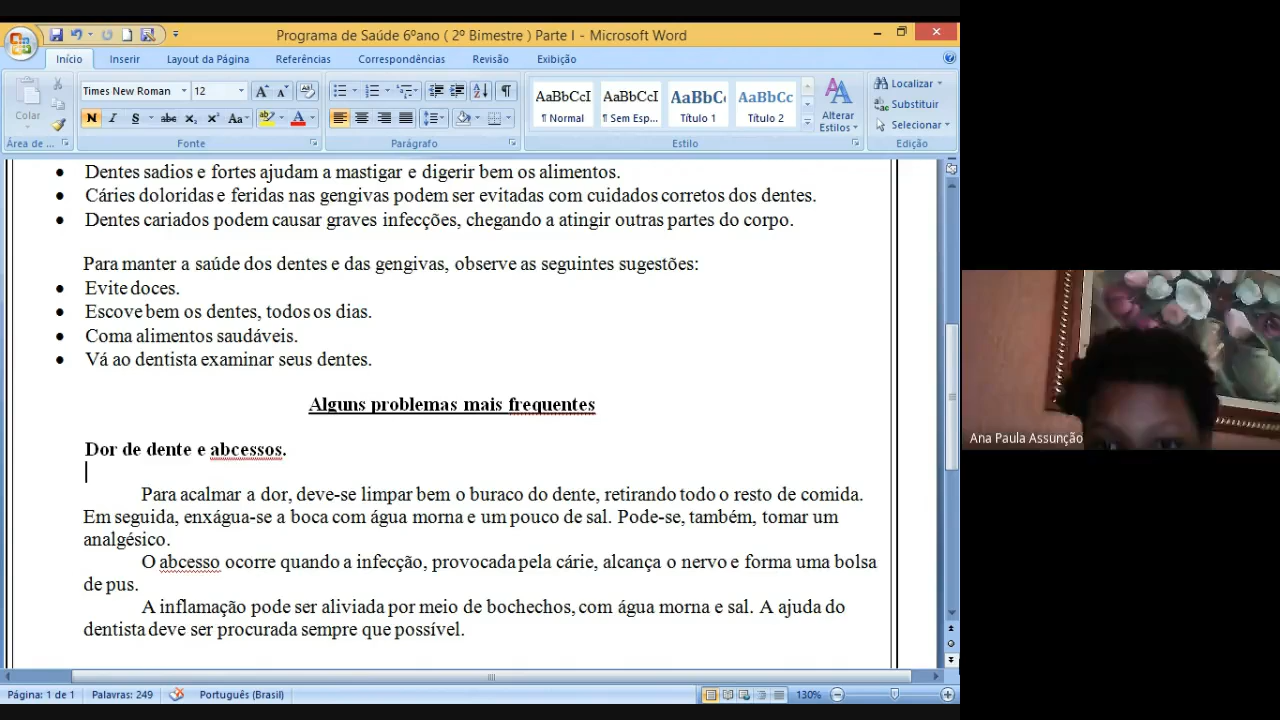 Programa de Saúde 6ºano ( 2º Bimestre ) Parte I - Microsoft Word
Início Inserir Layout da Página Referências Correspondências Revisão Exibição
Times New Roman 12 AaBbCcI AaBbCcI AaBbC AaBbCc Localizar
Substituir
Colar N I S abc x₂ x² Aa ¶ Normal ¶ Sem Esp... Título 1 Título 2 Alterar Estilos Selecionar
Área de ... Fonte Parágrafo Estilo Edição
Dentes sadios e fortes ajudam a mastigar e digerir bem os alimentos.
Cáries doloridas e feridas nas gengivas podem ser evitadas com cuidados corretos dos dentes.
Dentes cariados podem causar graves infecções, chegando a atingir outras partes do corpo.
Para manter a saúde dos dentes e das gengivas, observe as seguintes sugestões:
Evite doces.
Escove bem os dentes, todos os dias.
Coma alimentos saudáveis.
Vá ao dentista examinar seus dentes.
Alguns problemas mais frequentes
Dor de dente e abcessos.
Para acalmar a dor, deve-se limpar bem o buraco do dente, retirando todo o resto de comida.
Em seguida, enxágua-se a boca com água morna e um pouco de sal. Pode-se, também, tomar um
analgésico.
O abcesso ocorre quando a infecção, provocada pela cárie, alcança o nervo e forma uma bolsa
de pus.
A inflamação pode ser aliviada por meio de bochechos, com água morna e sal. A ajuda do
dentista deve ser procurada sempre que possível.
Página: 1 de 1 Palavras: 249 Português (Brasil) 130%
Ana Paula Assunção